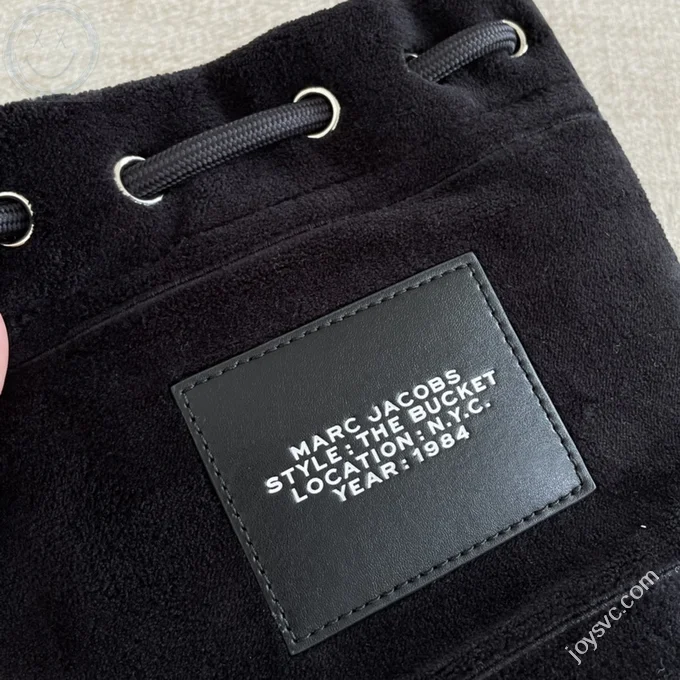 MARC JACOBS
STYLE: THE BUCKET
LOCATION: N.Y.C.
YEAR: 1984
joysvc.com